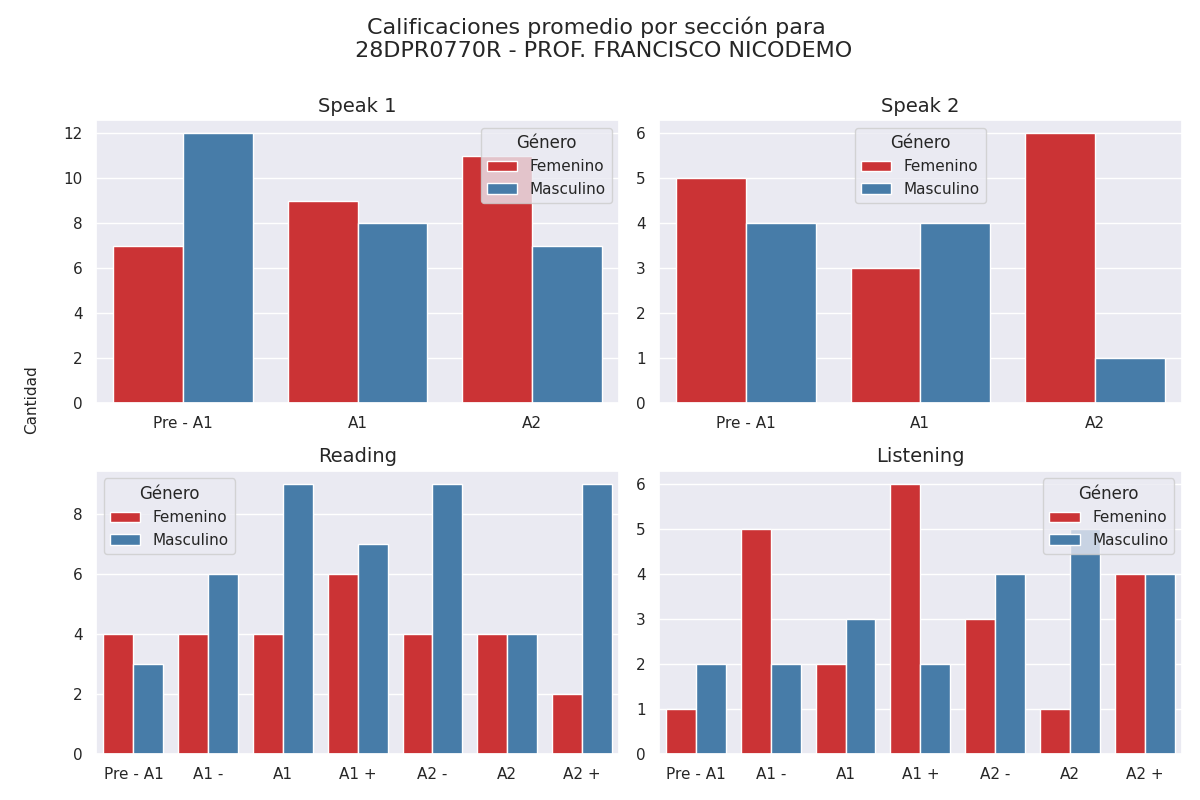 Calificaciones promedio por sección para
28DPR0770R - PROF. FRANCISCO NICODEMO
Cantidad
Speak 1
12
10
8
6
4
2
0
Género
Femenino
Masculino
Pre - A1 A1 A2
Speak 2
6
5
4
3
2
1
0
Género
Femenino
Masculino
Pre - A1 A1 A2
Reading
8
6
4
2
0
Género
Femenino
Masculino
Pre - A1 A1 - A1 A1 + A2 - A2 A2 +
Listening
6
5
4
3
2
1
0
Género
Femenino
Masculino
Pre - A1 A1 - A1 A1 + A2 - A2 A2 +